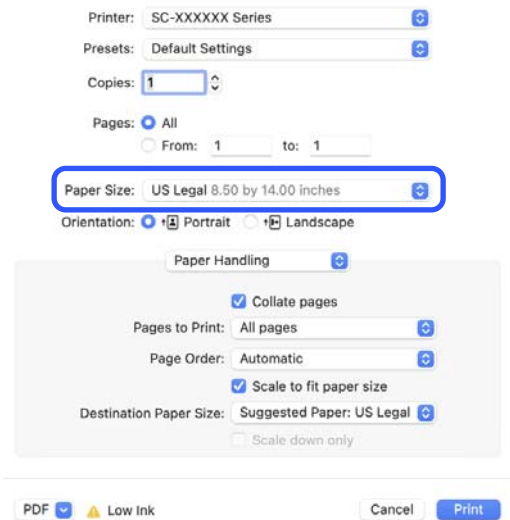 Printer: SC-XXXXXX Series
Presets: Default Settings
Copies: 1
Pages: All
From: 1 to: 1
Paper Size: US Legal 8.50 by 14.00 inches
Orientation: Portrait Landscape
Paper Handling
Collate pages
Pages to Print: All pages
Page Order: Automatic
Scale to fit paper size
Destination Paper Size: Suggested Paper: US Legal
Scale down only
PDF Low Ink Cancel Print